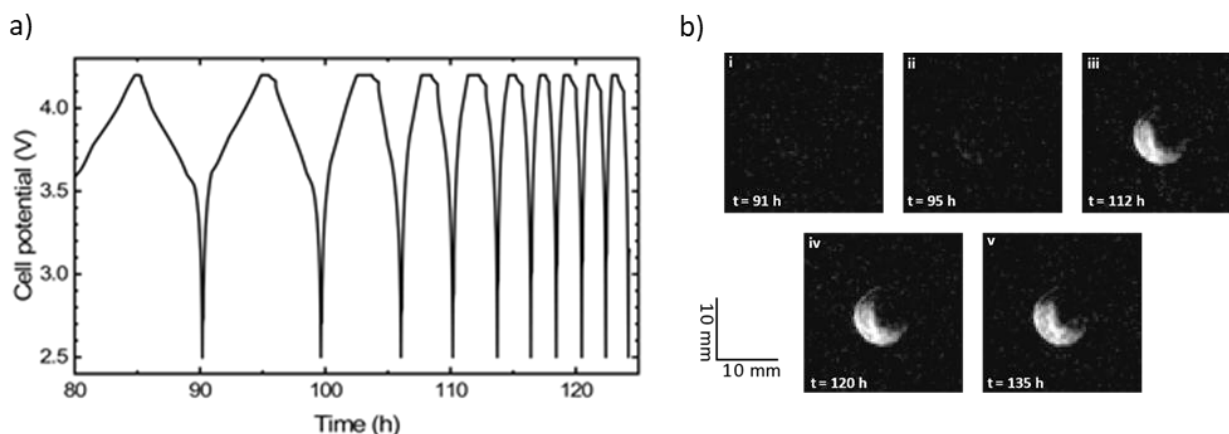 a)
Cell potential (V)
4.0
3.5
3.0
2.5
80
90
100
110
120
Time (h)
b)
i
t = 91 h
ii
t = 95 h
iii
t = 112 h
iv
t = 120 h
v
t = 135 h
10 mm
10 mm